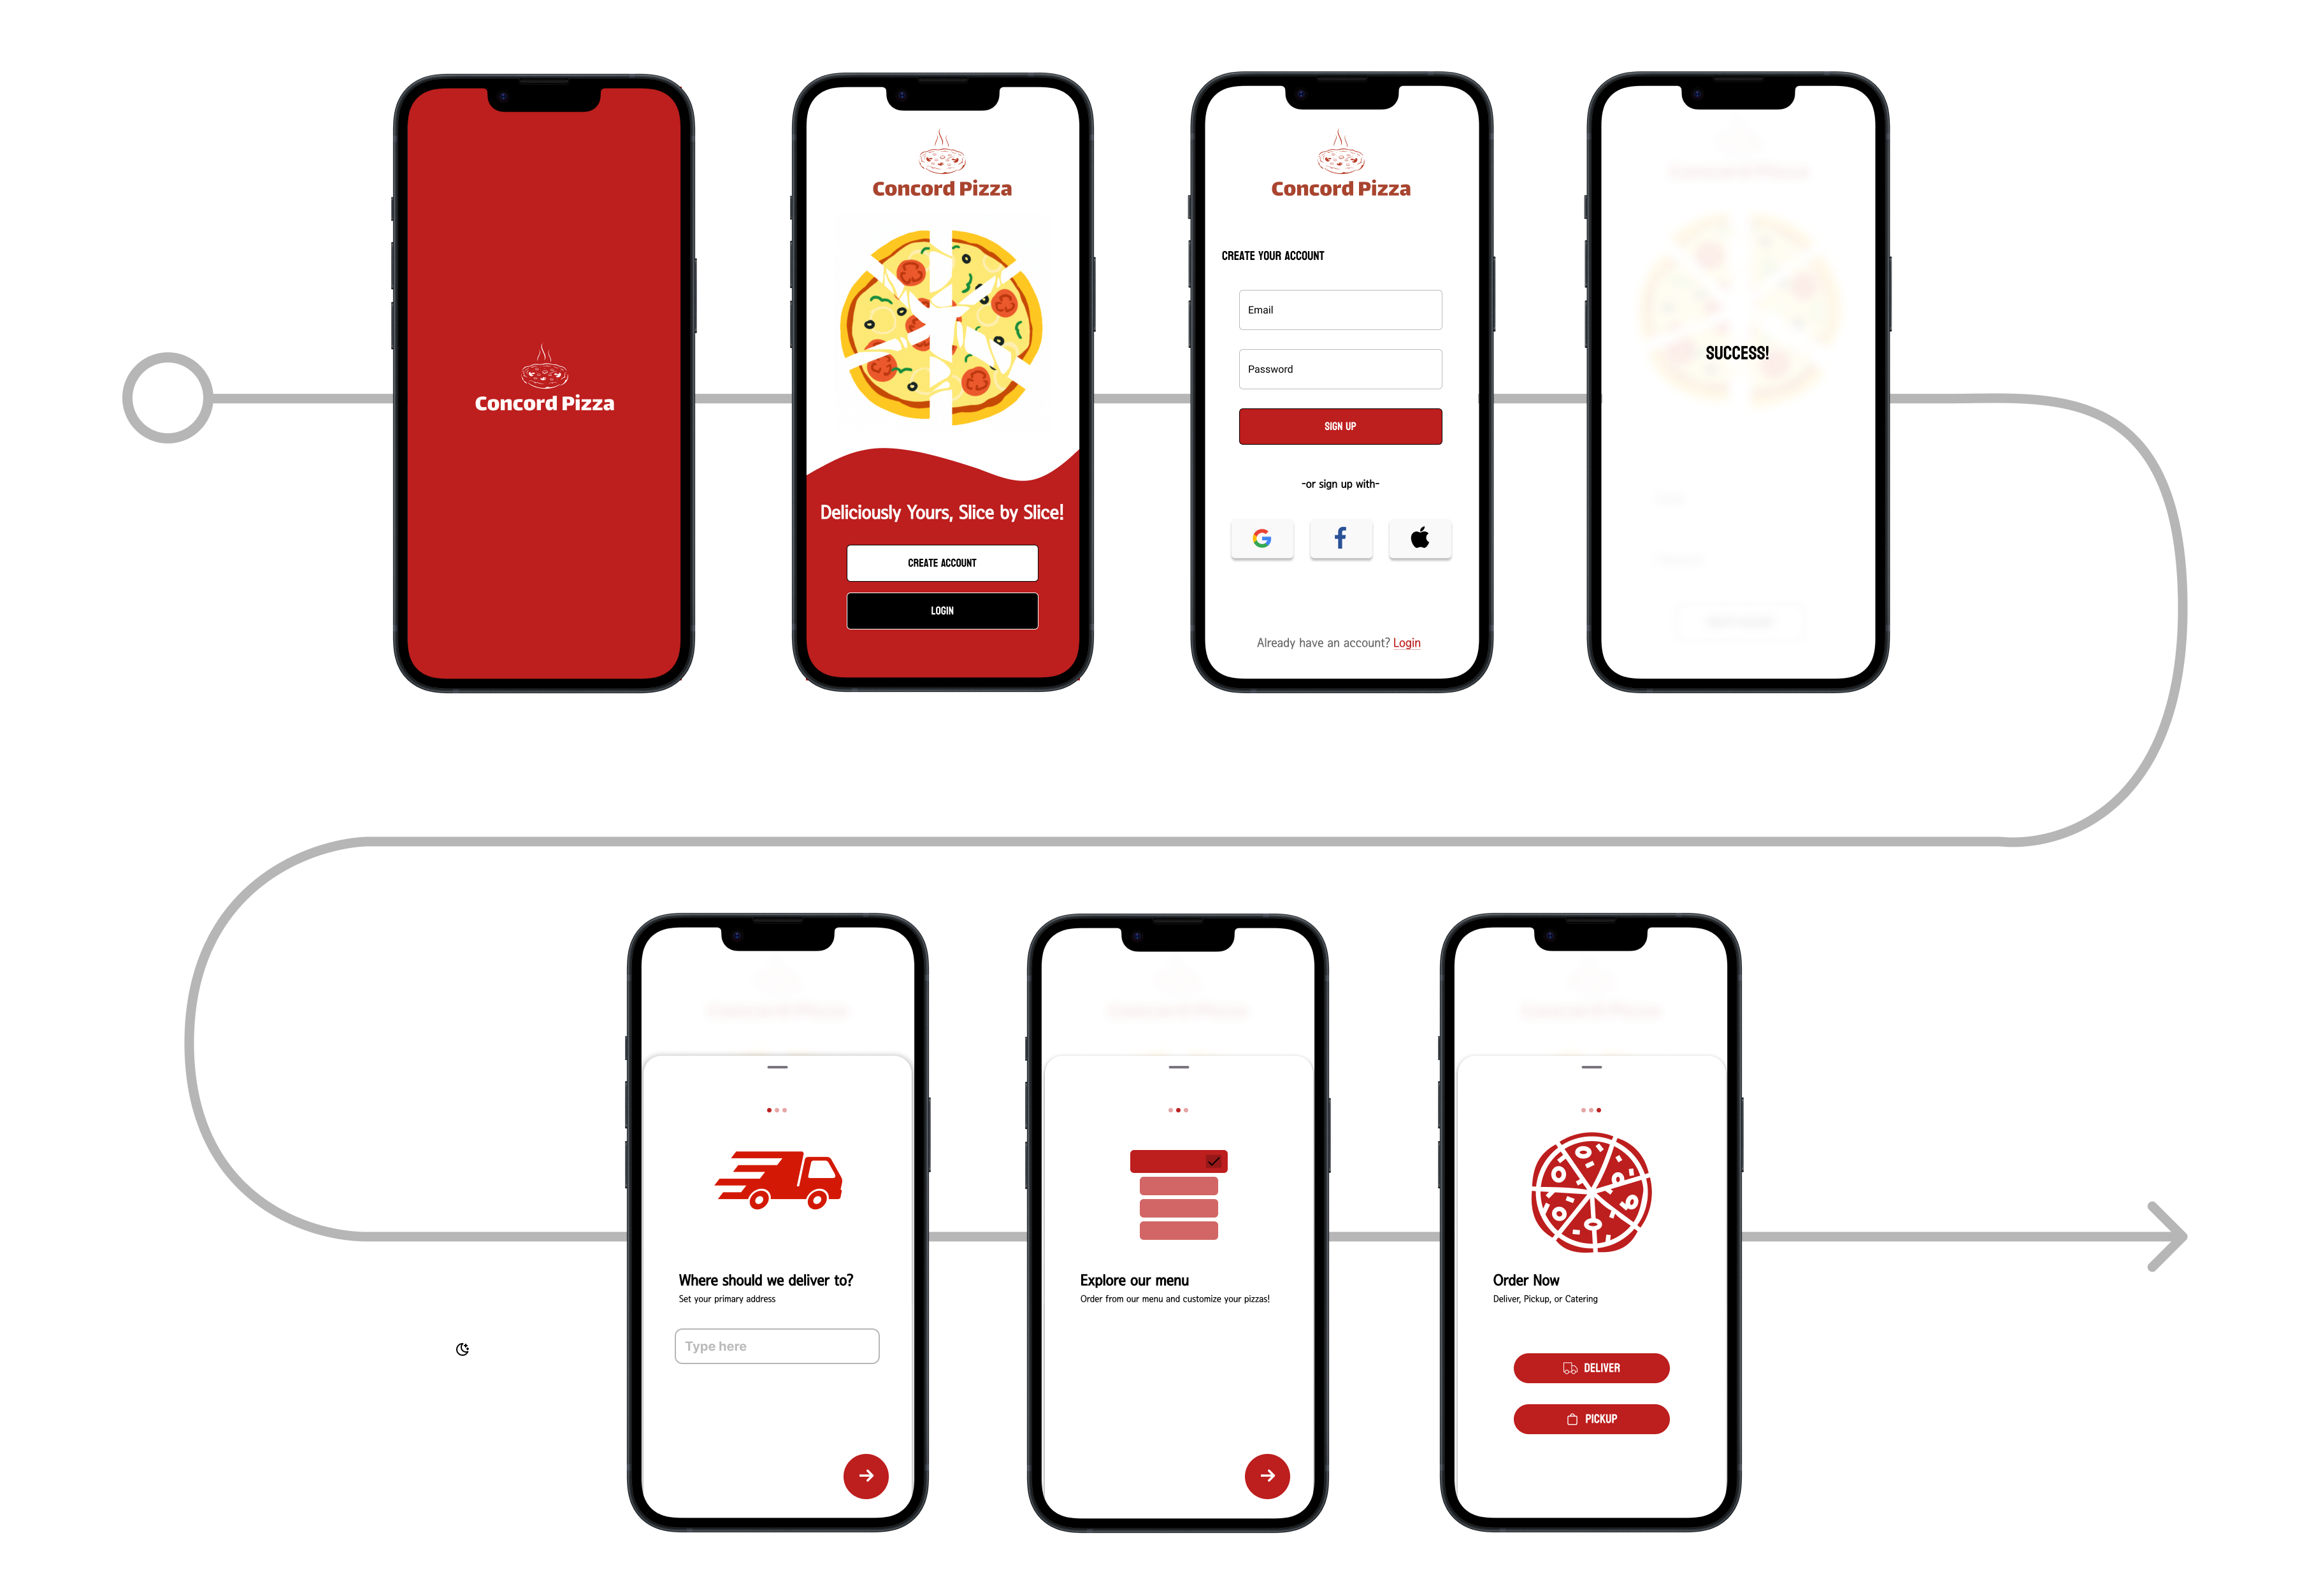 Concord Pizza
Concord Pizza
Deliciously Yours, Slice by Slice!
CREATE ACCOUNT
LOGIN
Concord Pizza
CREATE YOUR ACCOUNT
Email
Password
SIGN UP
-or sign up with-
Already have an account? Login
SUCCESS!
Where should we deliver to?
Set your primary address
Type here
Explore our menu
Order from our menu and customize your pizzas!
Order Now
Deliver, Pickup, or Catering
DELIVER
PICKUP